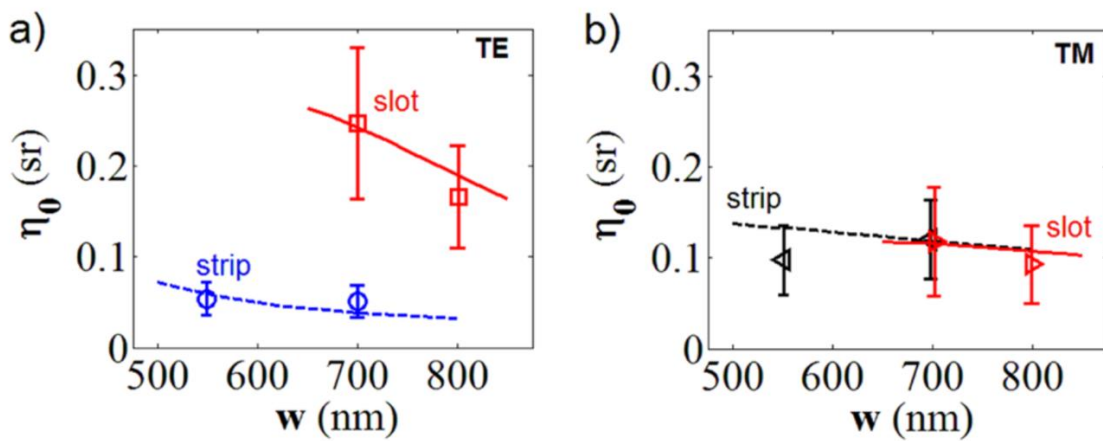 a)
TE
0.3
0.2
0.1
0
η₀ (sr)
slot
strip
500 600 700 800
w (nm)
b)
TM
0.3
0.2
0.1
0
η₀ (sr)
strip
slot
500 600 700 800
w (nm)